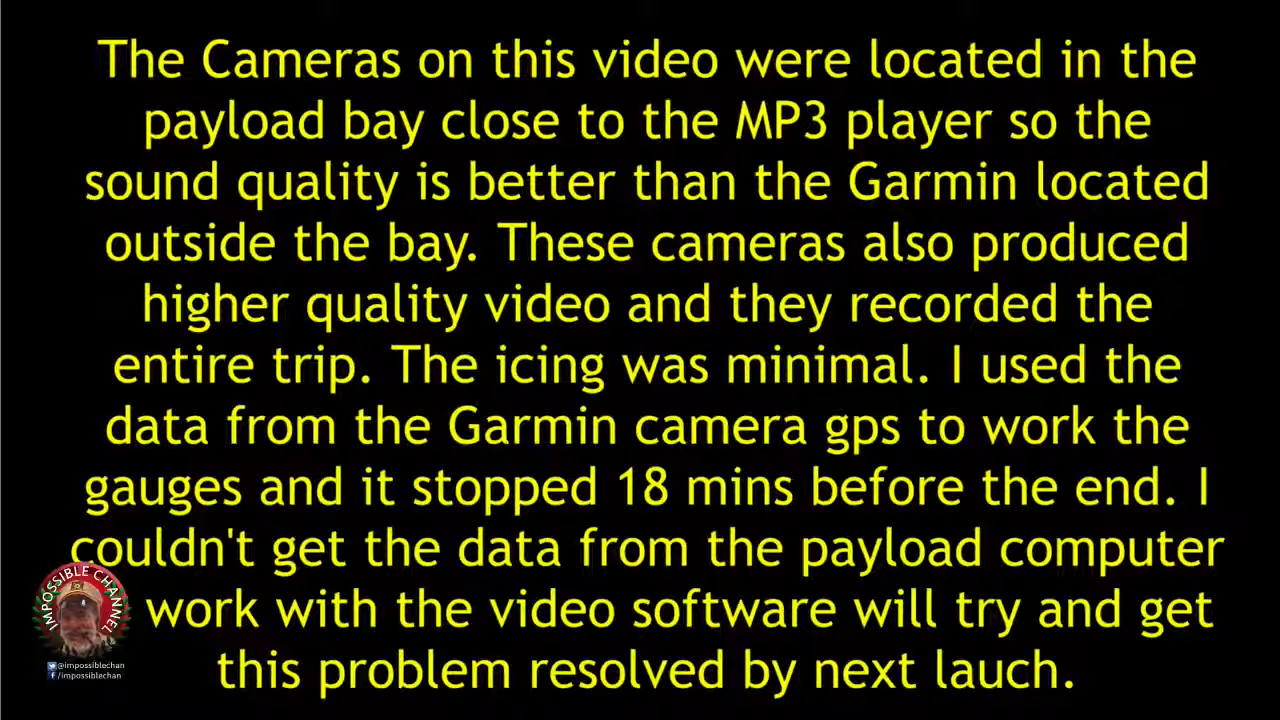 The Cameras on this video were located in the
payload bay close to the MP3 player so the
sound quality is better than the Garmin located
outside the bay. These cameras also produced
higher quality video and they recorded the
entire trip. The icing was minimal. I used the
data from the Garmin camera gps to work the
gauges and it stopped 18 mins before the end. I
couldn't get the data from the payload computer
work with the video software will try and get
this problem resolved by next lauch.
IMPOSSIBLE CHANNEL
@impossiblechan
/impossiblechan